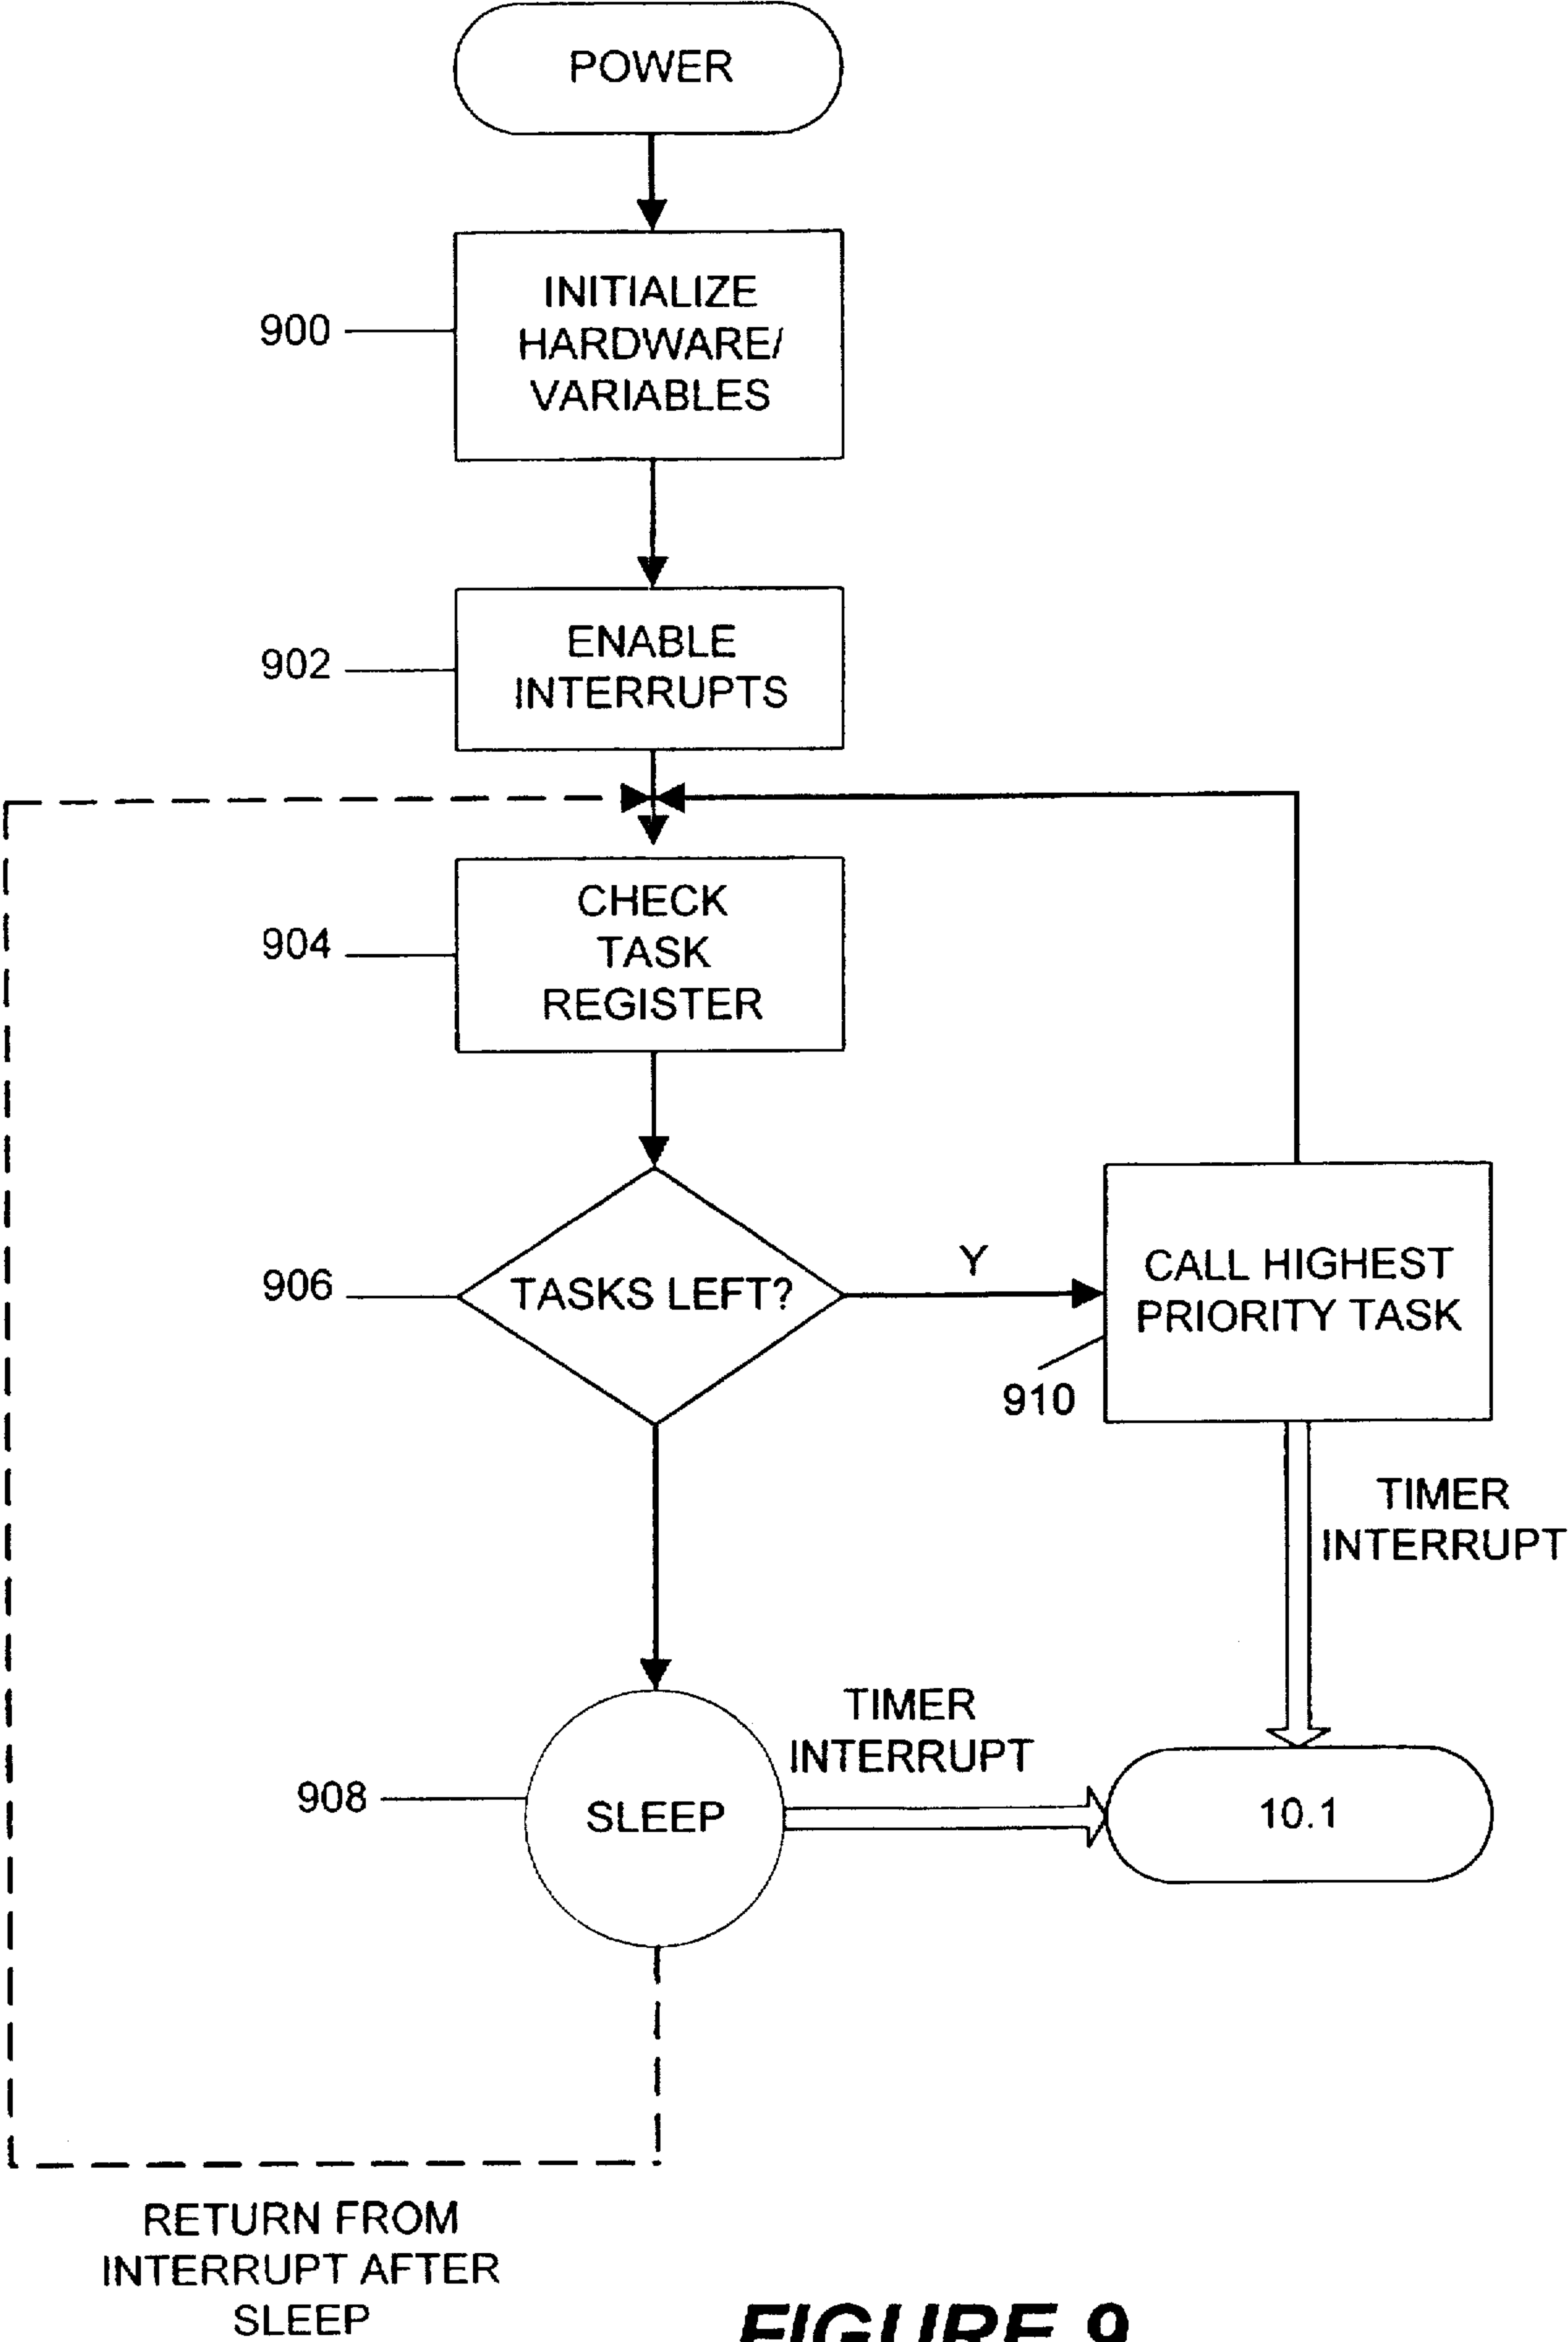 POWER
900
INITIALIZE
HARDWARE/
VARIABLES
902
ENABLE
INTERRUPTS
904
CHECK
TASK
REGISTER
906
TASKS LEFT?
Y
CALL HIGHEST
PRIORITY TASK
910
TIMER
INTERRUPT
908
SLEEP
TIMER
INTERRUPT
10.1
RETURN FROM
INTERRUPT AFTER
SLEEP
FIGURE 9